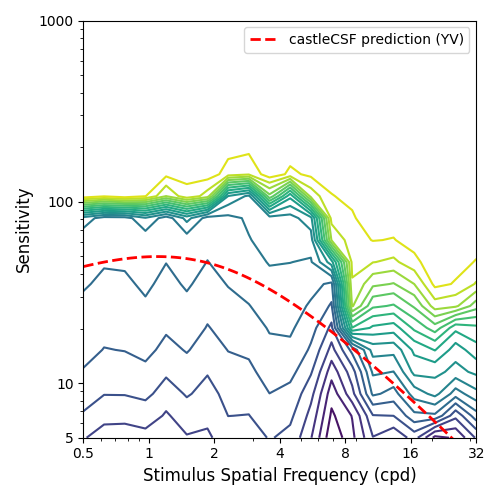 1000
castleCSF prediction (YV)
100
Sensitivity
10
5
0.5 1 2 4 8 16 32
Stimulus Spatial Frequency (cpd)